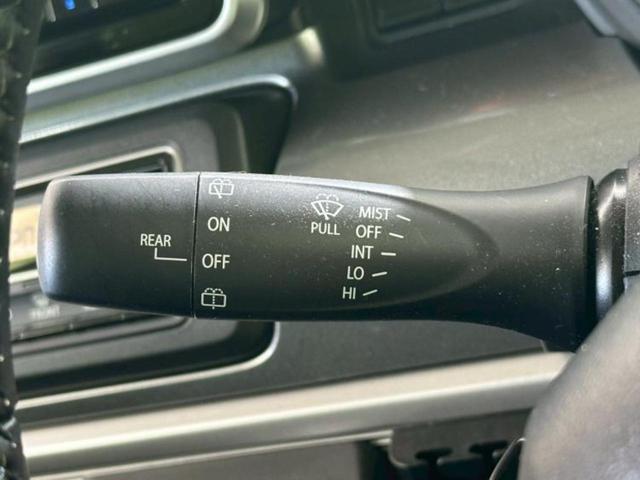 REAR
ON
OFF
PULL
MIST
OFF
INT
LO
HI